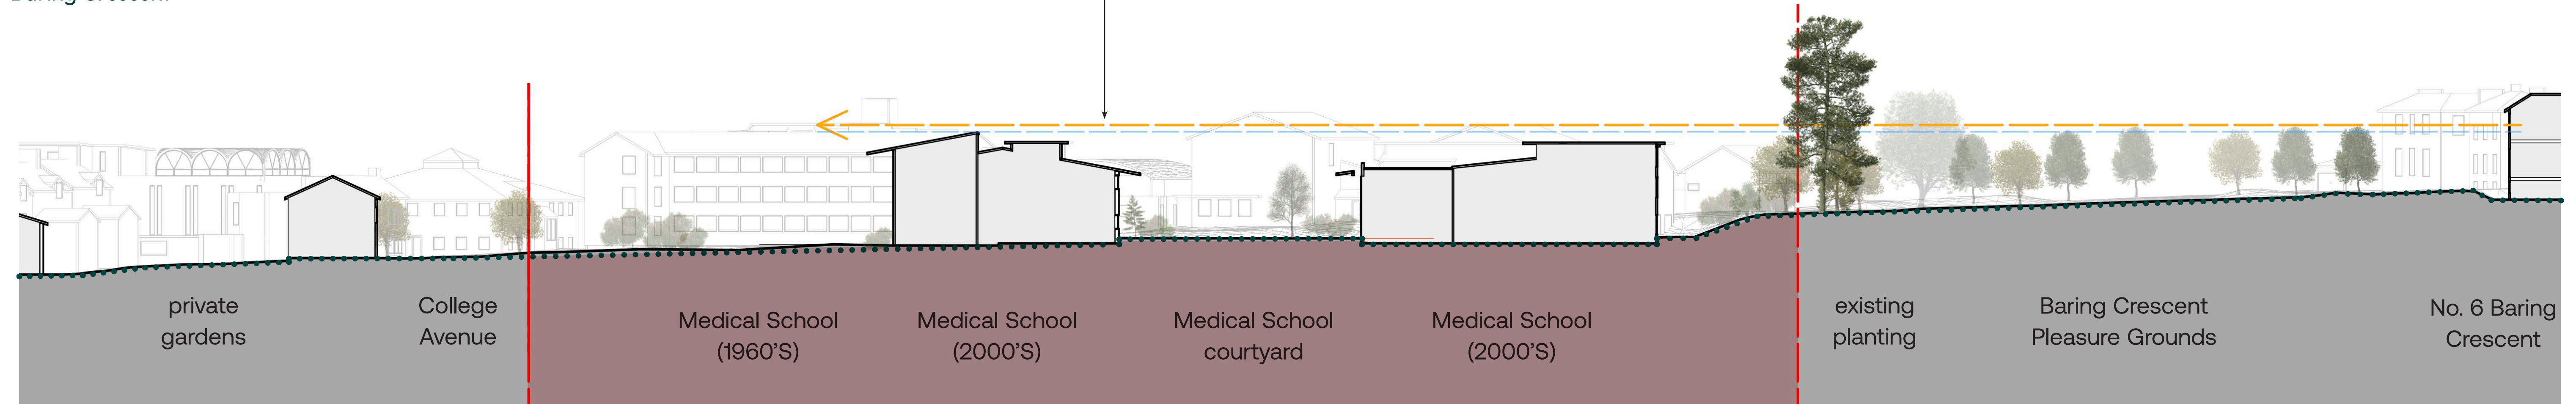 private
gardens
College
Avenue
Medical School
(1960'S)
Medical School
(2000'S)
Medical School
courtyard
Medical School
(2000'S)
existing
planting
Baring Crescent
Pleasure Grounds
No. 6 Baring
Crescent